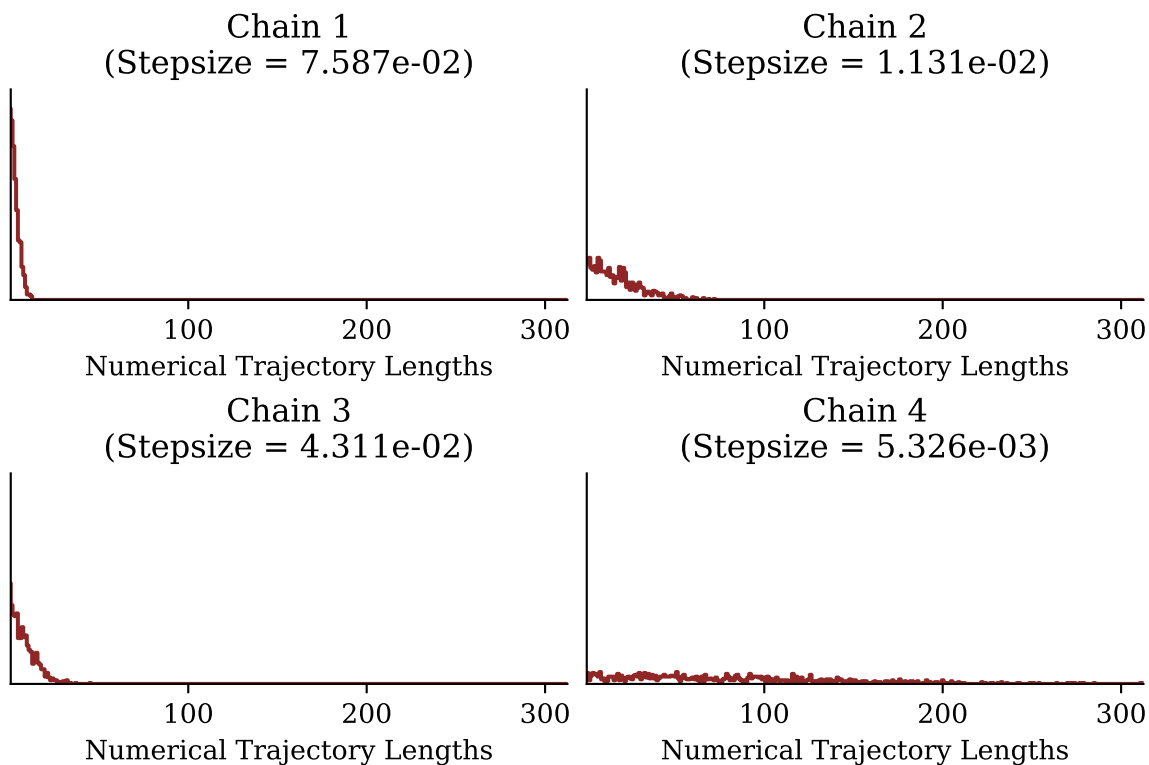 Chain 1
(Stepsize = 7.587e-02)
100 200 300
Numerical Trajectory Lengths
Chain 2
(Stepsize = 1.131e-02)
100 200 300
Numerical Trajectory Lengths
Chain 3
(Stepsize = 4.311e-02)
100 200 300
Numerical Trajectory Lengths
Chain 4
(Stepsize = 5.326e-03)
100 200 300
Numerical Trajectory Lengths